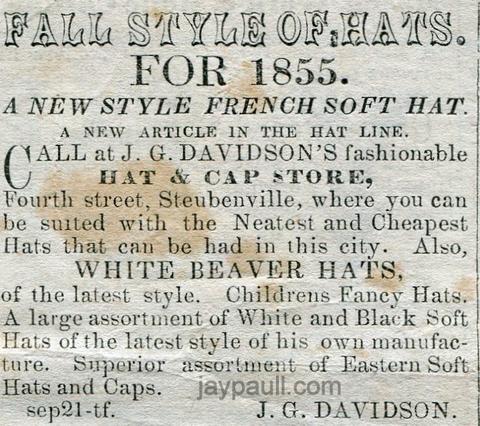 FALL STYLE OF HATS.
FOR 1855.
A NEW STYLE FRENCH SOFT HAT.
A NEW ARTICLE IN THE HAT LINE.
CALL at J. G. DAVIDSON'S fashionable
HAT & CAP STORE,
Fourth street, Steubenville, where you can
be suited with the Neatest and Cheapest
Hats that can be had in this city. Also,
WHITE BEAVER HATS,
of the latest style. Childrens Fancy Hats.
A large assortment of White and Black Soft
Hats of the latest style of his own manufac-
ture. Superior assortment of Eastern Soft
Hats and Caps.
jaypaull.com
sep21-tf. J. G. DAVIDSON.